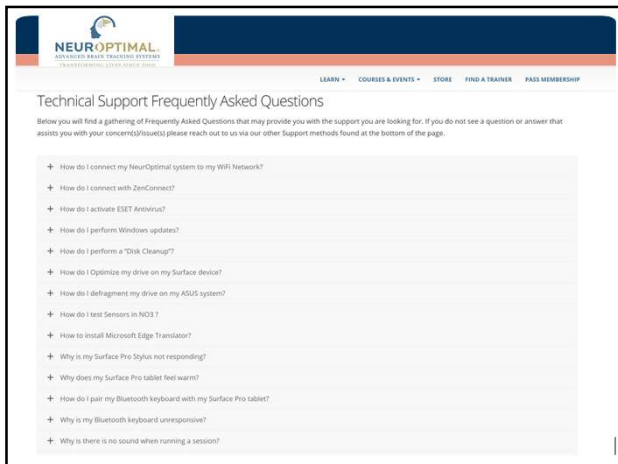 NEUROPTIMAL®
ADVANCED BRAIN TRAINING SYSTEMS
TRANSFORMING LIVES SINCE 2000
LEARN COURSES & EVENTS STORE FIND A TRAINER PASS MEMBERSHIP
Technical Support Frequently Asked Questions
Below you will find a gathering of Frequently Asked Questions that may provide you with the support you are looking for. If you do not see a question or answer that
assists you with your concern(s)/issue(s) please reach out to us via our other Support methods found at the bottom of the page.
+ How do I connect my NeurOptimal system to my WiFi Network?
+ How do I connect with ZenConnect?
+ How do I activate ESET Antivirus?
+ How do I perform Windows updates?
+ How do I perform a "Disk Cleanup"?
+ How do I Optimize my drive on my Surface device?
+ How do I defragment my drive on my ASUS system?
+ How do I test Sensors in NO3 ?
+ How to install Microsoft Edge Translator?
+ Why is my Surface Pro Stylus not responding?
+ Why does my Surface Pro tablet feel warm?
+ How do I pair my Bluetooth keyboard with my Surface Pro tablet?
+ Why is my Bluetooth keyboard unresponsive?
+ Why is there no sound when running a session?